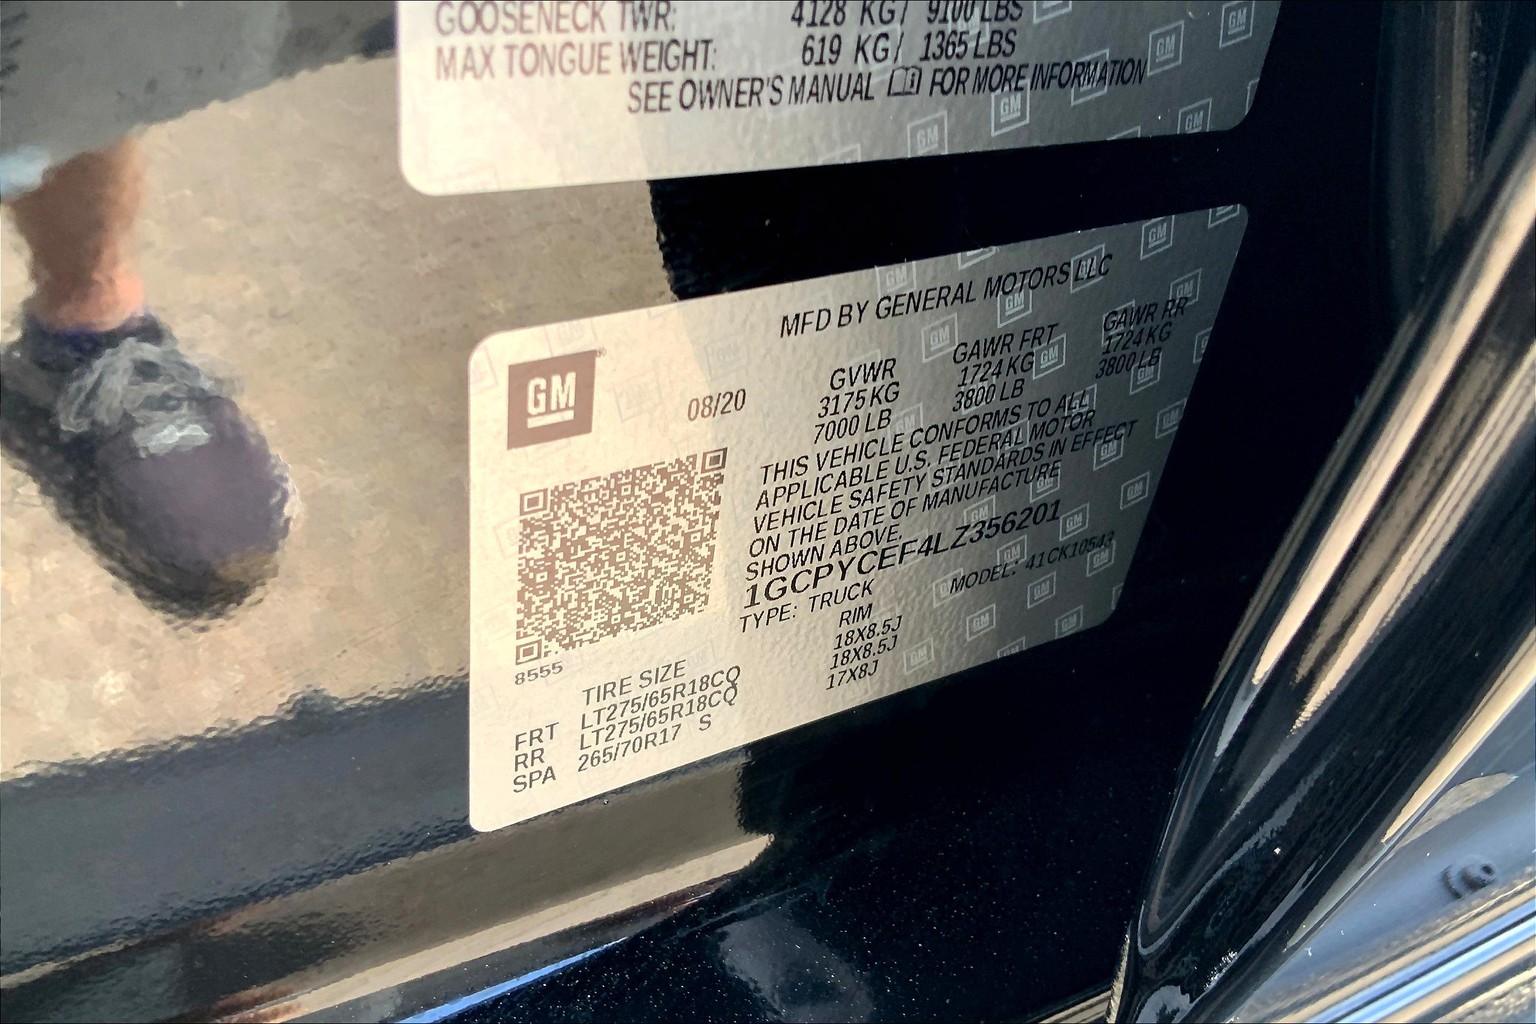 GOOSENECK TWR: 4128 KG/ 9100 LBS
MAX TONGUE WEIGHT: 619 KG/ 1365 LBS
SEE OWNER'S MANUAL FOR MORE INFORMATION
MFD BY GENERAL MOTORS LLC
GM
08/20
GVWR GAWR FRT GAWR RR
3175 KG 1724 KG 1724 KG
7000 LB 3800 LB 3800 LB
THIS VEHICLE CONFORMS TO ALL
APPLICABLE U.S. FEDERAL MOTOR
VEHICLE SAFETY STANDARDS IN EFFECT
ON THE DATE OF MANUFACTURE
SHOWN ABOVE.
1GCPYCEF4LZ356201
TYPE: TRUCK MODEL: 41CK10543
8555
TIRE SIZE RIM
FRT LT275/65R18CQ 18X8.5J
RR LT275/65R18CQ 18X8.5J
SPA 265/70R17 S 17X8J